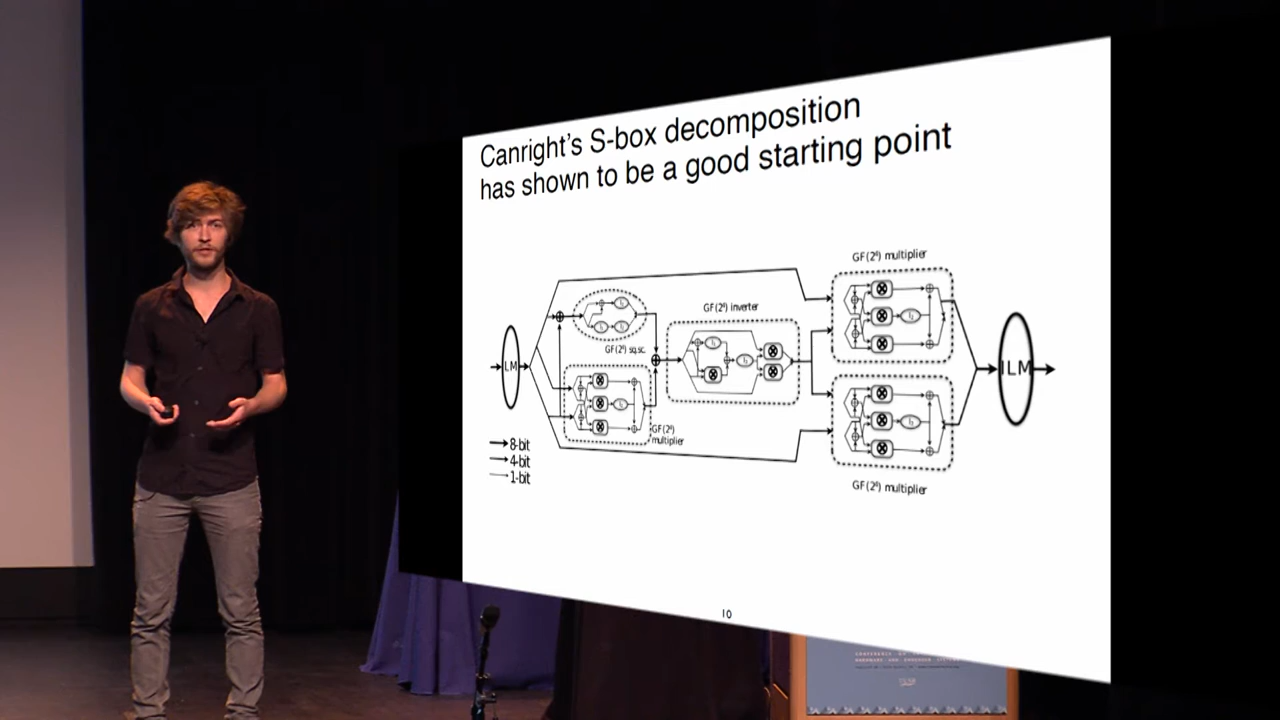 Canright's S-box decomposition
has shown to be a good starting point
GF(2⁴) multiplier
GF(2⁴) inverter
GF(2⁴) sq.sc.
LM
ILM
GF(2⁴)
multiplier
8-bit
4-bit
1-bit
GF(2⁴) multiplier
10